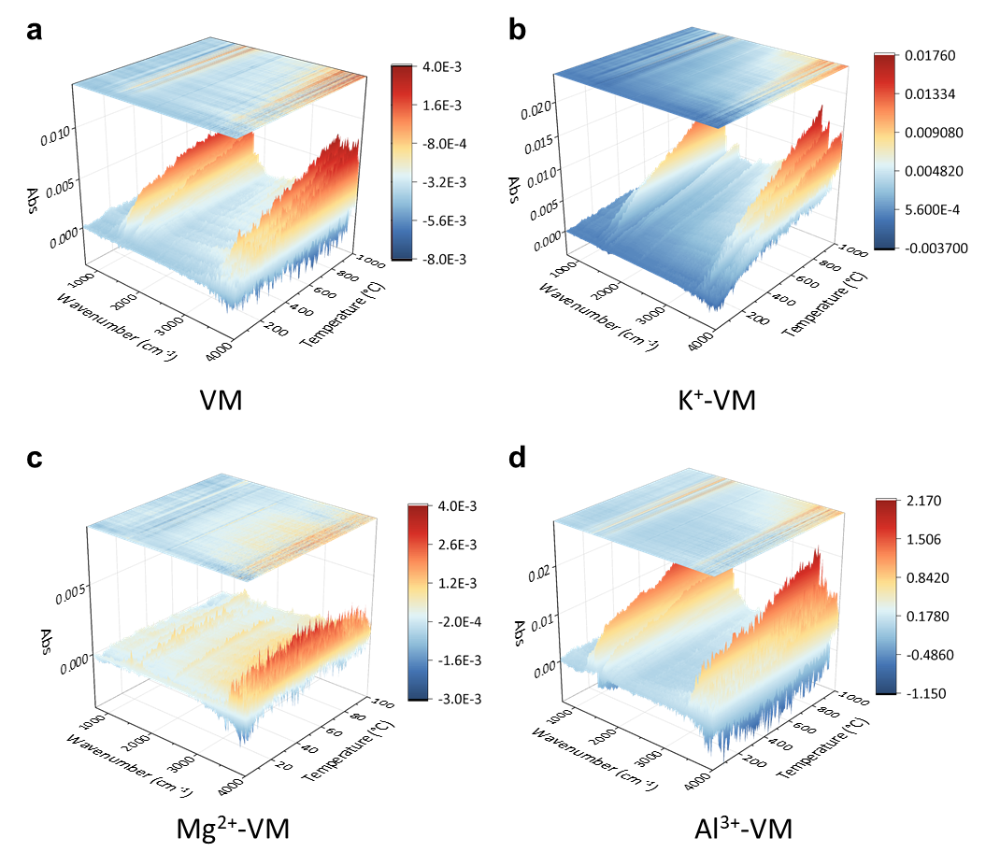 a
4.0E-3
1.6E-3
-8.0E-4
-3.2E-3
-5.6E-3
-8.0E-3
0.010
0.005
0.000
Abs
1000
2000
3000
4000
Wavenumber (cm⁻¹)
200
400
600
800
1000
Temperature (°C)
VM
b
0.01760
0.01334
0.009080
0.004820
5.600E-4
-0.003700
0.020
0.015
0.010
0.005
0.000
Abs
1000
2000
3000
4000
Wavenumber (cm⁻¹)
200
400
600
800
1000
Temperature (°C)
K⁺-VM
c
4.0E-3
2.6E-3
1.2E-3
-2.0E-4
-1.6E-3
-3.0E-3
0.005
0.000
Abs
1000
2000
3000
4000
Wavenumber (cm⁻¹)
20
40
60
80
100
Temperature (°C)
Mg²⁺-VM
d
2.170
1.506
0.8420
0.1780
-0.4860
-1.150
0.02
0.01
0.00
Abs
1000
2000
3000
4000
Wavenumber (cm⁻¹)
200
400
600
800
1000
Temperature (°C)
Al³⁺-VM